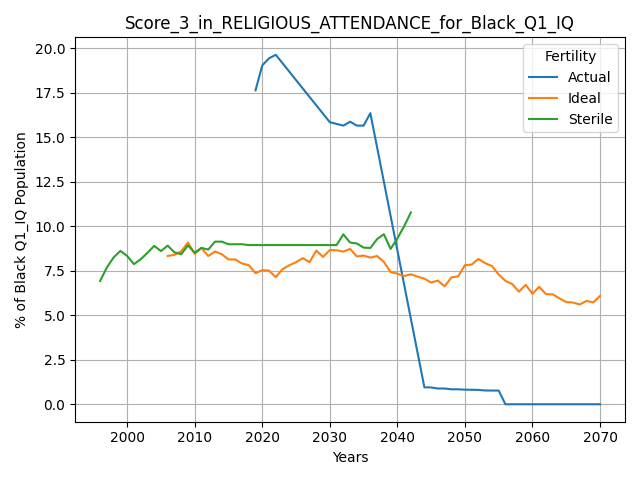 Score_3_in_RELIGIOUS_ATTENDANCE_for_Black_Q1_IQ
Fertility
Actual
Ideal
Sterile
% of Black Q1_IQ Population
20.0
17.5
15.0
12.5
10.0
7.5
5.0
2.5
0.0
2000 2010 2020 2030 2040 2050 2060 2070
Years